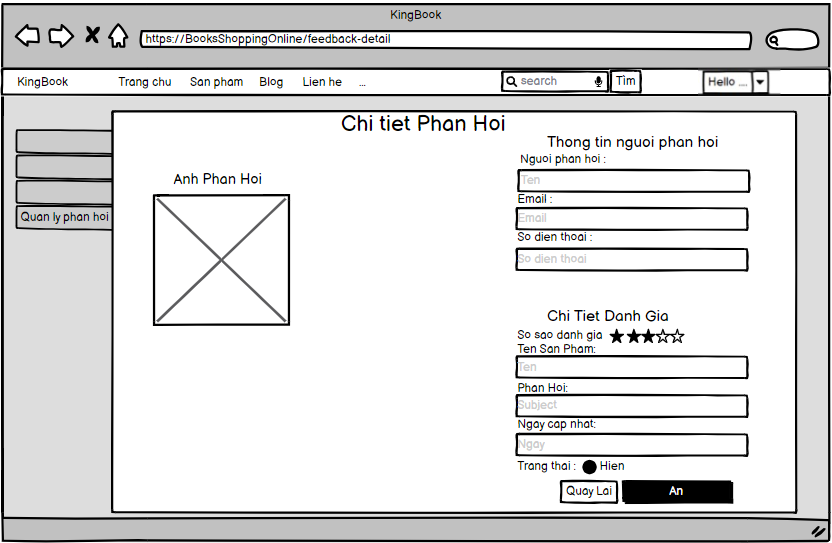 KingBook
https://BooksShoppingOnline/feedback-detail
KingBook Trang chu San pham Blog Lien he ... search Tìm Hello ...
Chi tiet Phan Hoi
Thong tin nguoi phan hoi
Nguoi phan hoi :
Ten
Email :
Email
So dien thoai :
So dien thoai
Anh Phan Hoi
Quan ly phan hoi
Chi Tiet Danh Gia
So sao danh gia
Ten San Pham:
Ten
Phan Hoi:
Subject
Ngay cap nhat:
Ngay
Trang thai : Hien
Quay Lai An